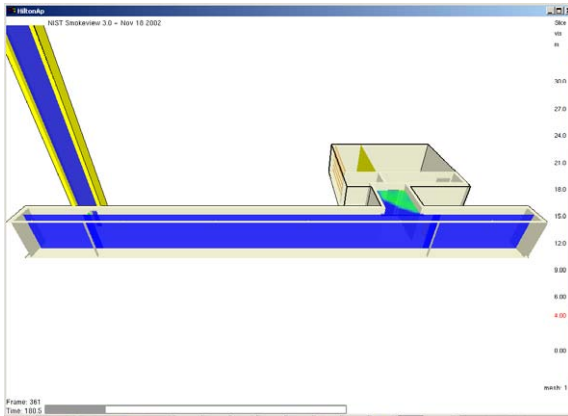 HiltonAp
NIST Smokeview 3.0 - Nov 18 2002
Slice
vis
m
30.0
27.0
24.0
21.0
18.0
15.0
12.0
9.00
6.00
4.00
0.00
mesh: 1
Frame: 361
Time: 180.5